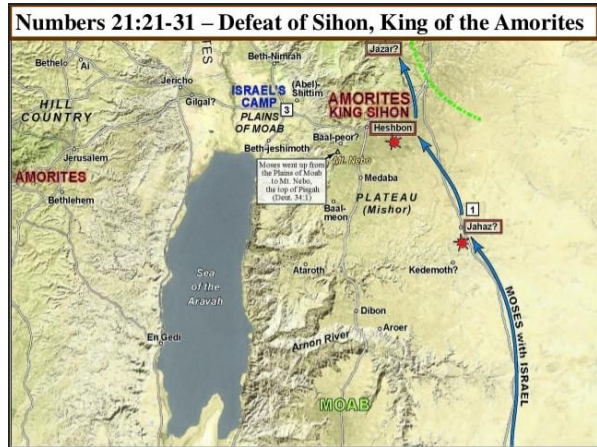 Numbers 21:21-31 – Defeat of Sihon, King of the Amorites
Jazar?
TES
Bethel
Ai
Beth-Nimrah
Jericho
Gilgal?
ISRAEL'S
CAMP
(Abel)-
Shittim
3
PLAINS
OF MOAB
AMORITES
KING SIHON
HILL
COUNTRY
Heshbon
Baal-peor?
Beth-jeshimoth
Mt. Nebo
Jerusalem
AMORITES
Moses went up from
the Plains of Moab
to Mt. Nebo,
the top of Pisgah
(Deut. 34:1)
Medaba
Bethlehem
PLATEAU
(Mishor)
Baal-
meon
1
Jahaz?
Sea
of the
Aravah
Ataroth
Kedemoth?
MOSES with ISRAEL
Dibon
Aroer
En Gedi
Arnon River
MOAB